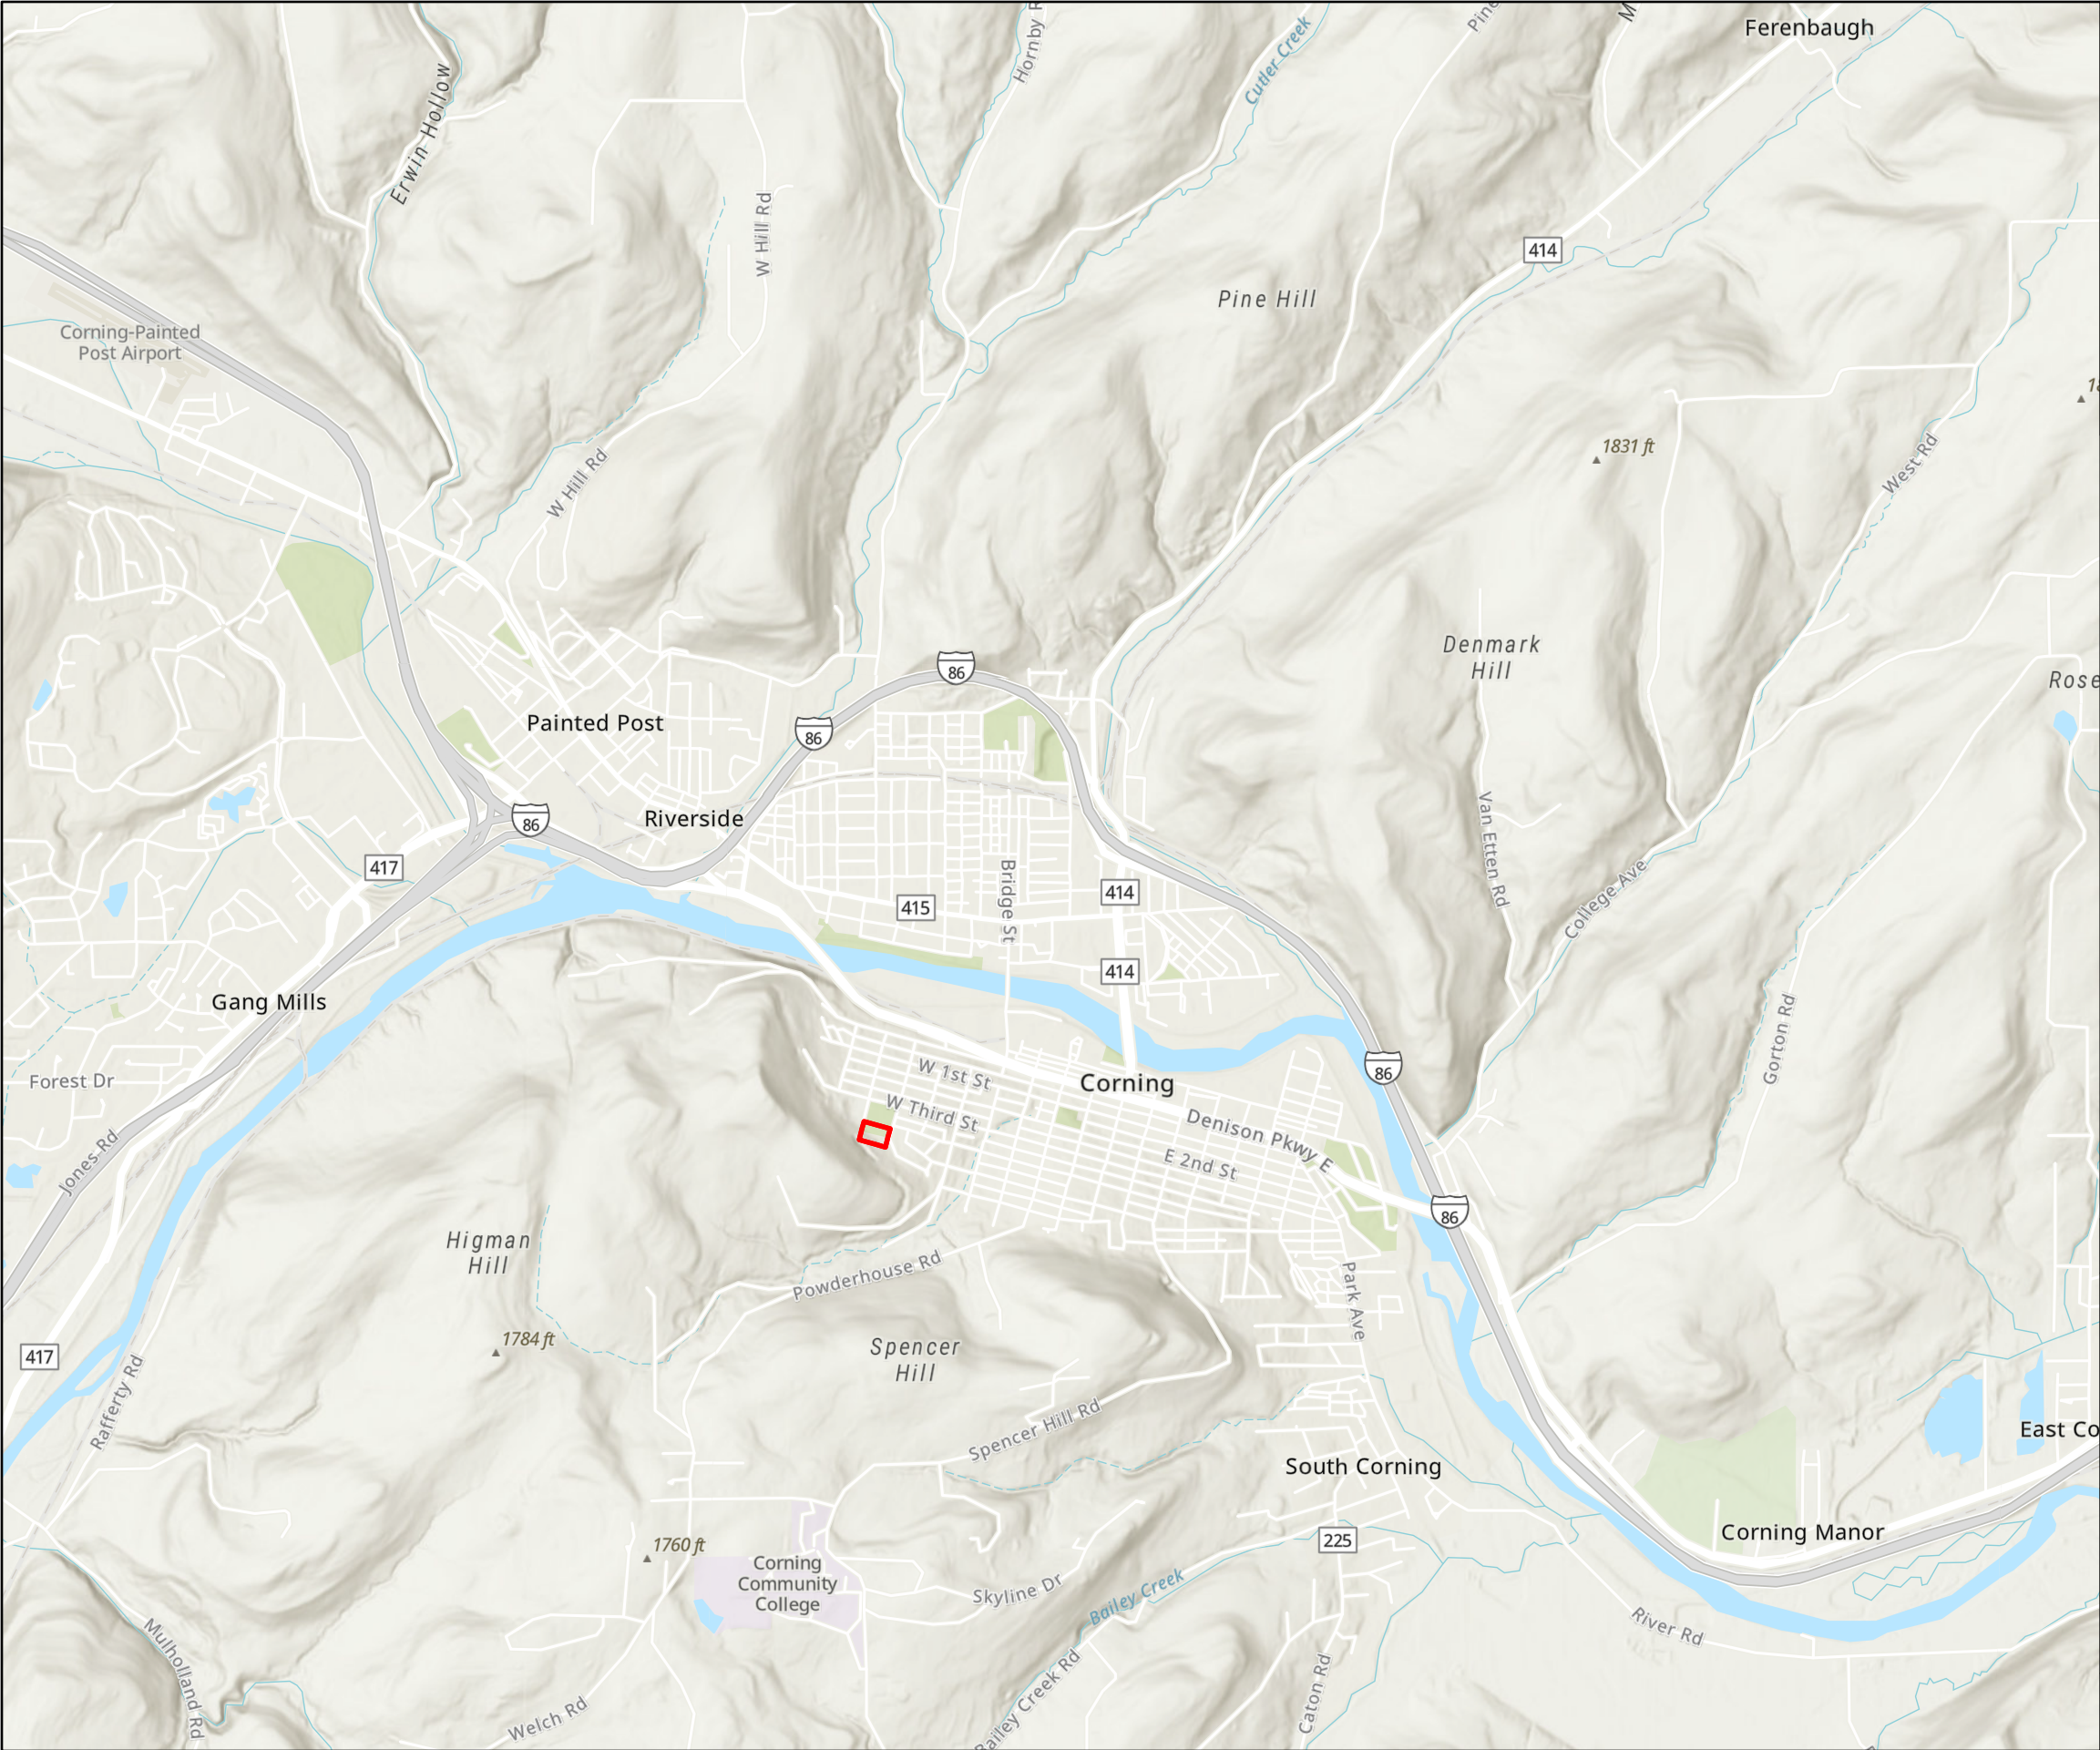 Ferenbaugh
Hornby R
Cutler Creek
Pine
M
Erwin Hollow
W Hill Rd
414
Pine Hill
Corning-Painted
Post Airport
18
1831 ft
West Rd
W Hill Rd
Denmark
Hill
86
Rose
Painted Post
86
Riverside
86
Van Etten Rd
417
Bridge St
414
415
College Ave
414
Gang Mills
Gorton Rd
Forest Dr
W 1st St
Corning
86
W Third St
Denison Pkwy E
Jones Rd
E 2nd St
86
Higman
Hill
Powderhouse Rd
Park Ave
1784 ft
Spencer
Hill
417
Rafferty Rd
Spencer Hill Rd
East Co
South Corning
Corning Manor
225
1760 ft
Corning
Community
College
Skyline Dr
Bailey Creek
River Rd
Mulholland Rd
Welch Rd
Bailey Creek Rd
Caton Rd